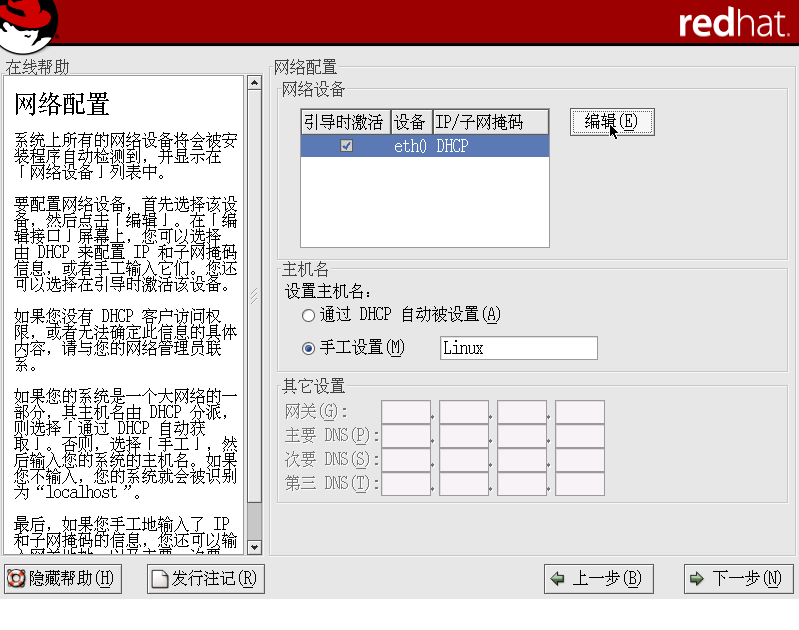 redhat.
在线帮助
网络配置
系统上所有的网络设备将会被安
装程序自动检测到，并显示在
「网络设备」列表中。
要配置网络设备，首先选择该设
备，然后点击「编辑」。在「编
辑接口」屏幕上，您可以选择
由 DHCP 来配置 IP 和子网掩码
信息，或者手工输入它们。您还
可以选择在引导时激活该设备。
如果您没有 DHCP 客户访问权
限，或者无法确定此信息的具体
内容，请与您的网络管理员联
系。
如果您的系统是一个大网络的一
部分，其主机名由 DHCP 分派，
则选择「通过 DHCP 自动获
取」。否则，选择「手工」，然
后输入您的系统的主机名。如果
您不输入，您的系统就会被识别
为“localhost ”。
最后，如果您手工地输入了 IP
和子网掩码的信息，您还可以输
网络配置
网络设备
引导时激活 设备 IP/子网掩码
eth0 DHCP
编辑(E)
主机名
设置主机名：
通过 DHCP 自动被设置(A)
手工设置(M) Linux
其它设置
网关(G):
主要 DNS(P):
次要 DNS(S):
第三 DNS(T):
隐藏帮助(H) 发行注记(R) 上一步(B) 下一步(N)